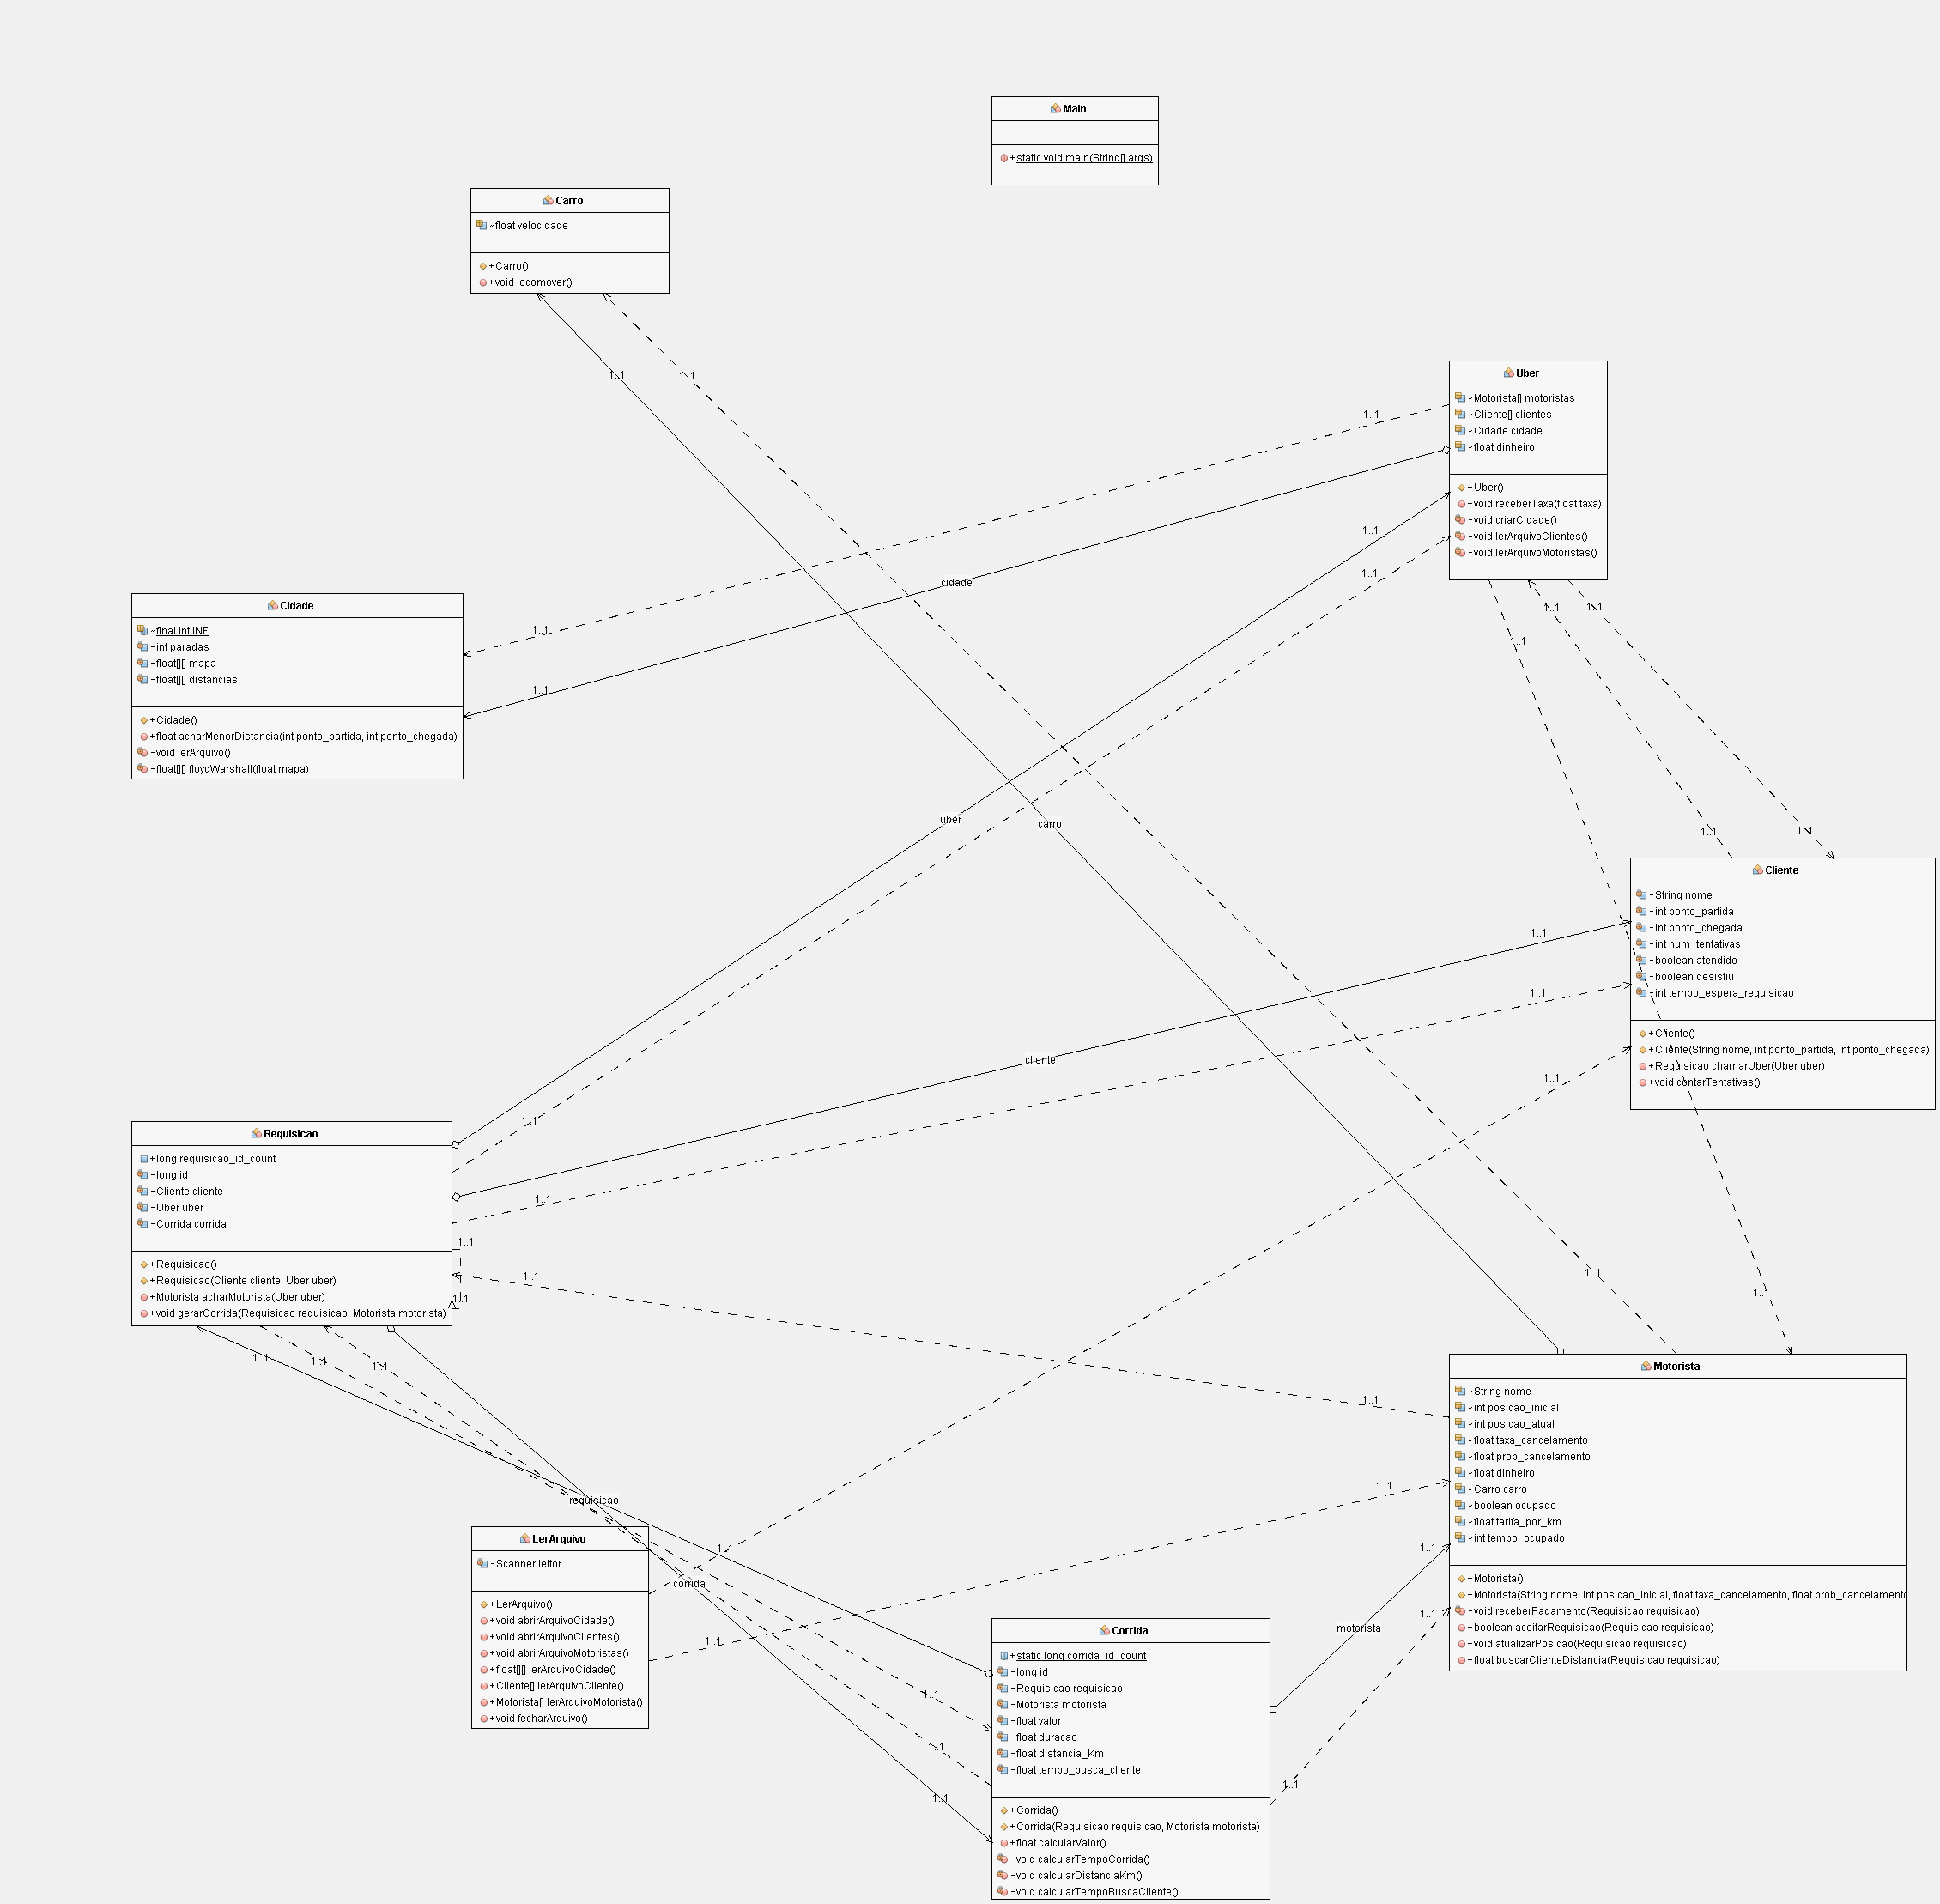 Main
+ static void main(String[] args)
Carro
~float velocidade
+ Carro()
+void locomover()
1..1
1..1
Uber
~Motorista[] motoristas
~Cliente[] clientes
~Cidade cidade
~float dinheiro
+ Uber()
+void receberTaxa(float taxa)
-void criarCidade()
-void lerArquivoClientes()
-void lerArquivoMotoristas()
1..1
1..1
1..1
cidade
Cidade
~final int INF
-int paradas
-float[][] mapa
-float[][] distancias
+Cidade()
+float acharMenorDistancia(int ponto_partida, int ponto_chegada)
-void lerArquivo()
-float[][] floydWarshall(float mapa)
1..1
1..1
1..1
1..1
1..1
uber
carro
1..1
1..1
Cliente
-String nome
-int ponto_partida
-int ponto_chegada
-int num_tentativas
-boolean atendido
-boolean desistiu
-int tempo_espera_requisicao
+ Cliente()
+ Cliente(String nome, int ponto_partida, int ponto_chegada)
+ Requisicao chamarUber(Uber uber)
+void contarTentativas()
1..1
1..1
cliente
1..1
1..1
1..1
Requisicao
+long requisicao_id_count
-long id
-Cliente cliente
-Uber uber
-Corrida corrida
+ Requisicao()
+ Requisicao(Cliente cliente, Uber uber)
+ Motorista acharMotorista(Uber uber)
+void gerarCorrida(Requisicao requisicao, Motorista motorista)
1..1
1..1
1..1
1..1
1..1
1..1
1..1
1..1
1..1
Motorista
~String nome
~int posicao_inicial
~int posicao_atual
~float taxa_cancelamento
~float prob_cancelamento
~float dinheiro
~Carro carro
~boolean ocupado
~float tarifa_por_km
~int tempo_ocupado
+ Motorista()
+ Motorista(String nome, int posicao_inicial, float taxa_cancelamento, float prob_cancelamento
-void receberPagamento(Requisicao requisicao)
+ boolean aceitarRequisicao(Requisicao requisicao)
+void atualizarPosicao(Requisicao requisicao)
+float buscarClienteDistancia(Requisicao requisicao)
1..1
1..1
requisicao
LerArquivo
-Scanner leitor
+ LerArquivo()
+void abrirArquivoCidade()
+void abrirArquivoClientes()
+void abrirArquivoMotoristas()
+float[][] lerArquivoCidade()
+ Cliente[] lerArquivoCliente()
+ Motorista[] lerArquivoMotorista()
+void fecharArquivo()
1..1
corrida
1..1
1..1
1..1
motorista
Corrida
+ static long corrida_id_count
-long id
-Requisicao requisicao
-Motorista motorista
-float valor
-float duracao
-float distancia_Km
-float tempo_busca_cliente
+ Corrida()
+ Corrida(Requisicao requisicao, Motorista motorista)
+float calcularValor()
-void calcularTempoCorrida()
-void calcularDistanciaKm()
-void calcularTempoBuscaCliente()
1..1
1..1
1..1
1..1